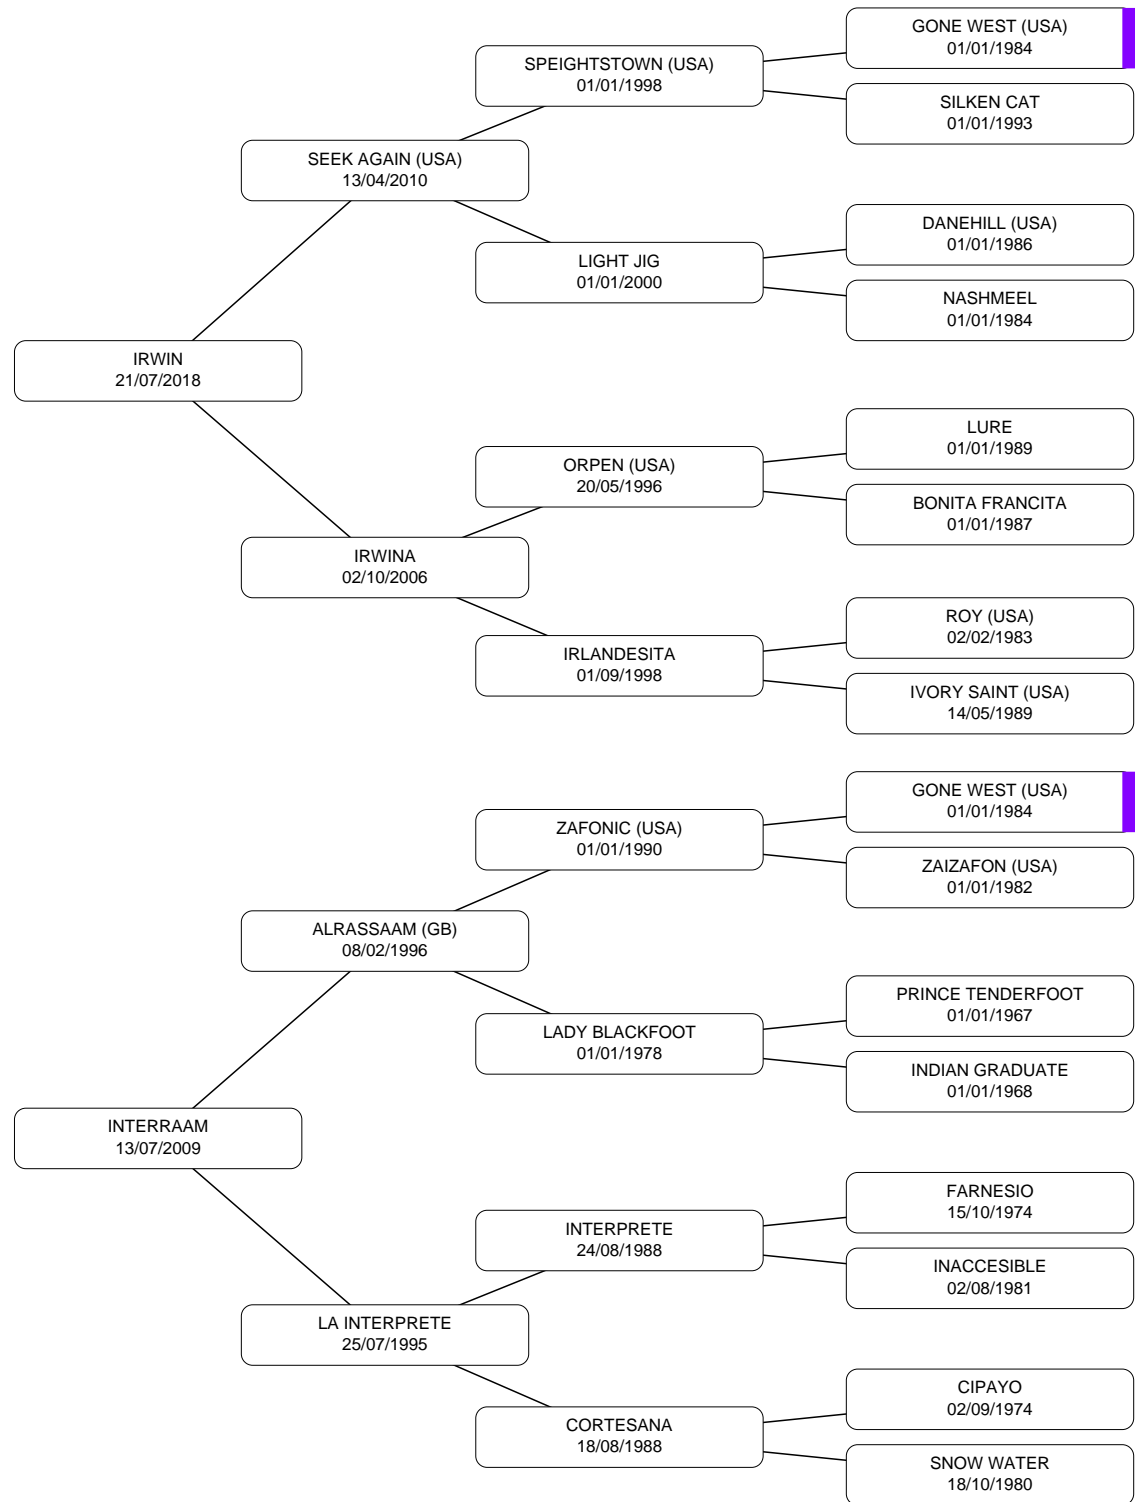 GONE WEST (USA)
01/01/1984
SPEIGHTSTOWN (USA)
01/01/1998
SILKEN CAT
01/01/1993
SEEK AGAIN (USA)
13/04/2010
DANEHILL (USA)
01/01/1986
LIGHT JIG
01/01/2000
NASHMEEL
01/01/1984
IRWIN
21/07/2018
LURE
01/01/1989
ORPEN (USA)
20/05/1996
BONITA FRANCITA
01/01/1987
IRWINA
02/10/2006
ROY (USA)
02/02/1983
IRLANDESITA
01/09/1998
IVORY SAINT (USA)
14/05/1989
GONE WEST (USA)
01/01/1984
ZAFONIC (USA)
01/01/1990
ZAIZAFON (USA)
01/01/1982
ALRASSAAM (GB)
08/02/1996
PRINCE TENDERFOOT
01/01/1967
LADY BLACKFOOT
01/01/1978
INDIAN GRADUATE
01/01/1968
INTERRAAM
13/07/2009
FARNESIO
15/10/1974
INTERPRETE
24/08/1988
INACCESIBLE
02/08/1981
LA INTERPRETE
25/07/1995
CIPAYO
02/09/1974
CORTESANA
18/08/1988
SNOW WATER
18/10/1980